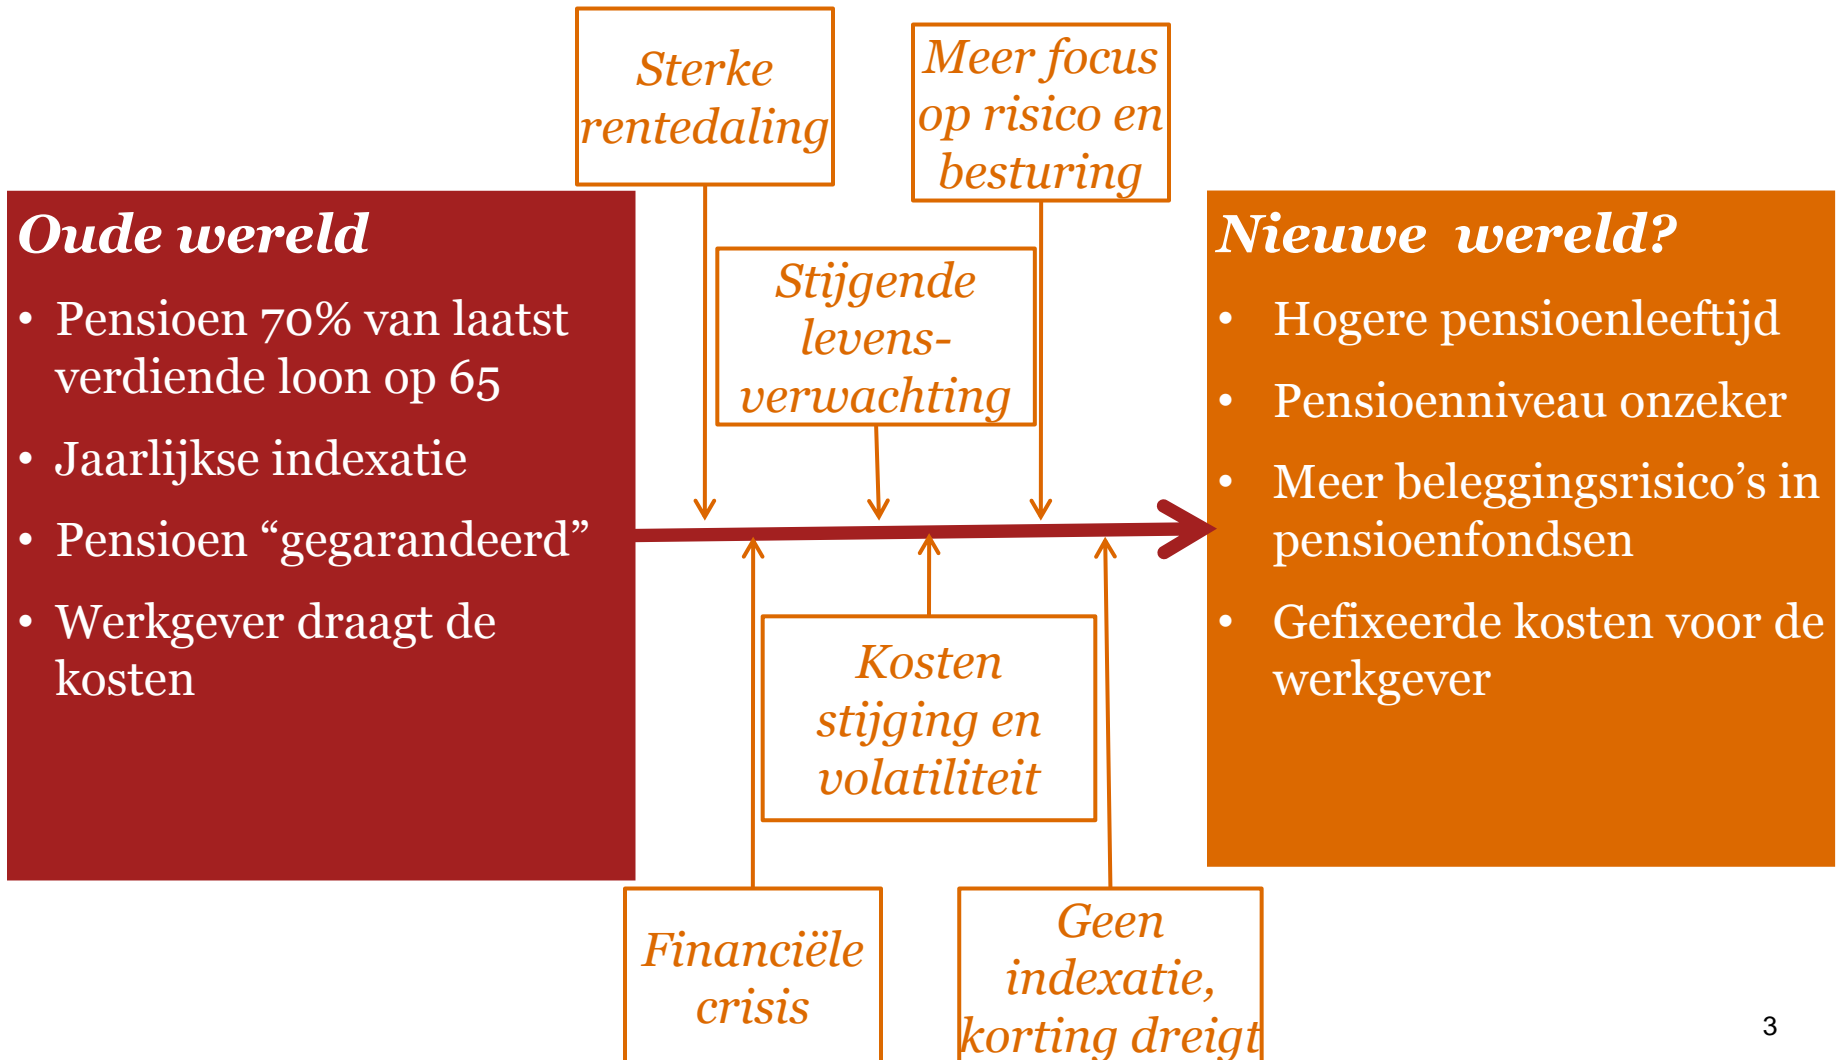 Sterke
rentedaling
Meer focus
op risico en
besturing
Oude wereld
• Pensioen 70% van laatst
verdiende loon op 65
• Jaarlijkse indexatie
• Pensioen “gegarandeerd”
• Werkgever draagt de
kosten
Stijgende
levens-
verwachting
Nieuwe wereld?
• Hogere pensioenleeftijd
• Pensioenniveau onzeker
• Meer beleggingsrisico’s in
pensioenfondsen
• Gefixeerde kosten voor de
werkgever
Kosten
stijging en
volatiliteit
Financiële
crisis
Geen
indexatie,
korting dreigt
3